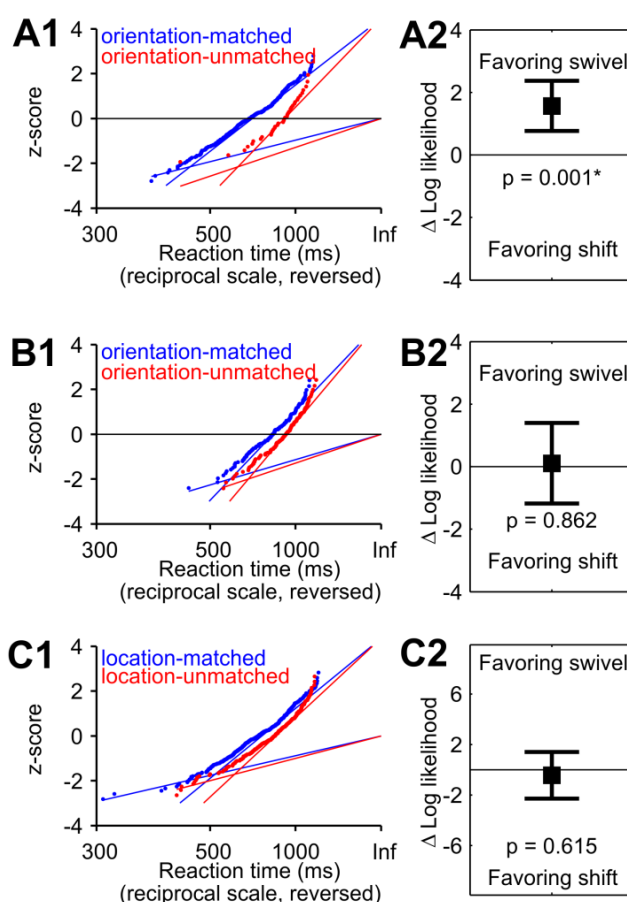 A1
4
2
0
-2
-4
z-score
orientation-matched
orientation-unmatched
300
500
1000
Inf
Reaction time (ms)
(reciprocal scale, reversed)
A2
4
2
0
-2
-4
Δ Log likelihood
Favoring swivel
p = 0.001*
Favoring shift
B1
4
2
0
-2
-4
z-score
orientation-matched
orientation-unmatched
300
500
1000
Inf
Reaction time (ms)
(reciprocal scale, reversed)
B2
4
2
0
-2
-4
Δ Log likelihood
Favoring swivel
p = 0.862
Favoring shift
C1
4
2
0
-2
-4
z-score
location-matched
location-unmatched
300
500
1000
Inf
Reaction time (ms)
(reciprocal scale, reversed)
C2
6
2
-2
-6
Δ Log likelihood
Favoring swivel
p = 0.615
Favoring shift